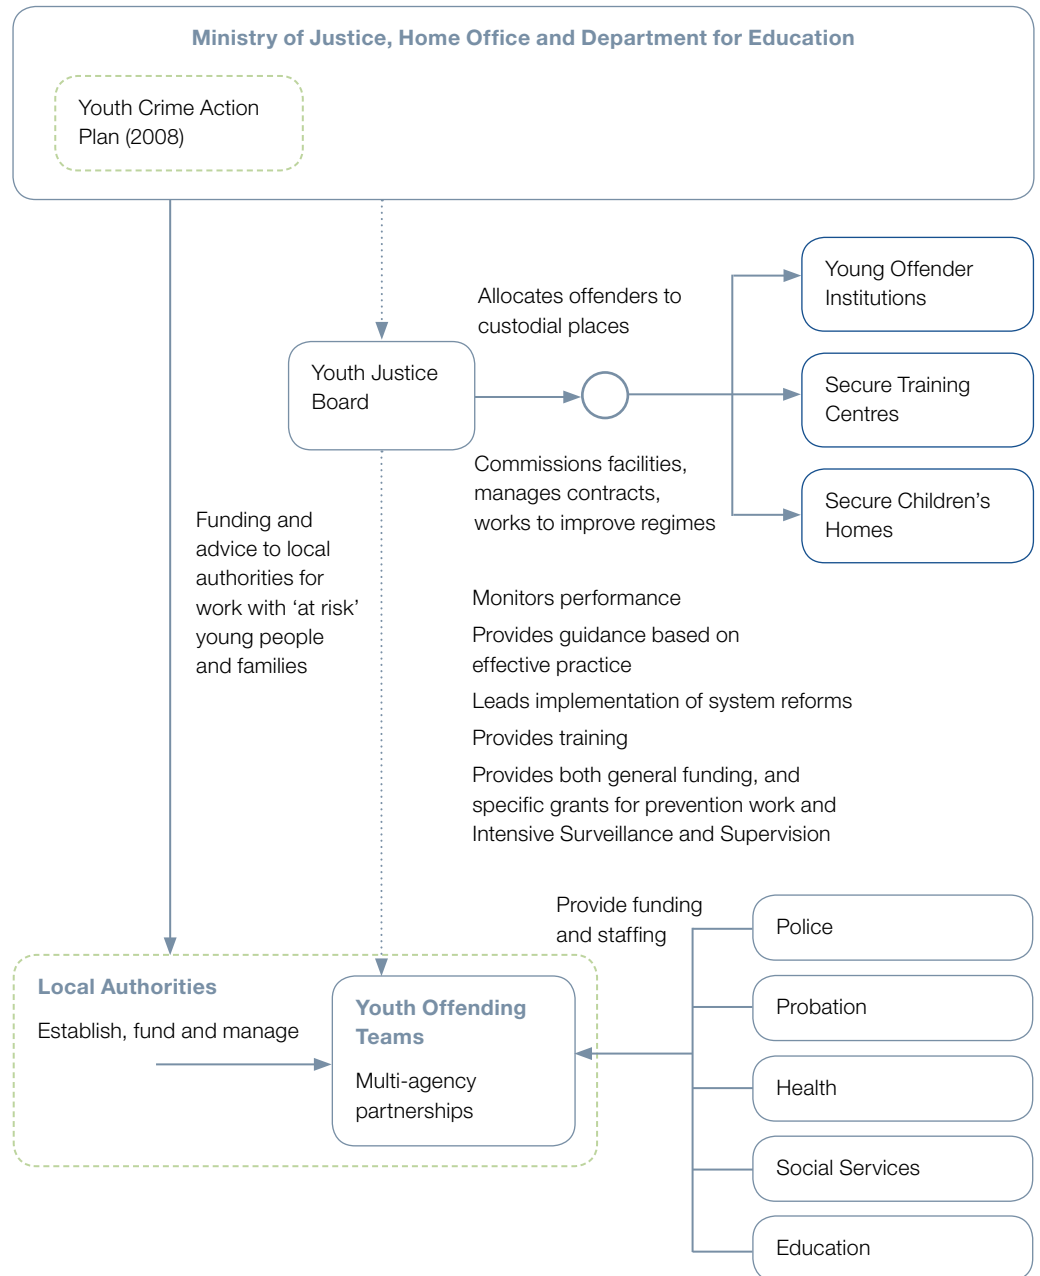 Ministry of Justice, Home Office and Department for Education
Youth Crime Action
Plan (2008)
Allocates offenders to
custodial places
Young Offender
Institutions
Youth Justice
Board
Secure Training
Centres
Commissions facilities,
manages contracts,
works to improve regimes
Secure Children’s
Homes
Funding and
advice to local
authorities for
work with ‘at risk’
young people
and families
Monitors performance
Provides guidance based on
effective practice
Leads implementation of system reforms
Provides training
Provides both general funding, and
specific grants for prevention work and
Intensive Surveillance and Supervision
Provide funding
and staffing
Police
Probation
Health
Social Services
Education
Local Authorities
Establish, fund and manage
Youth Offending
Teams
Multi-agency
partnerships